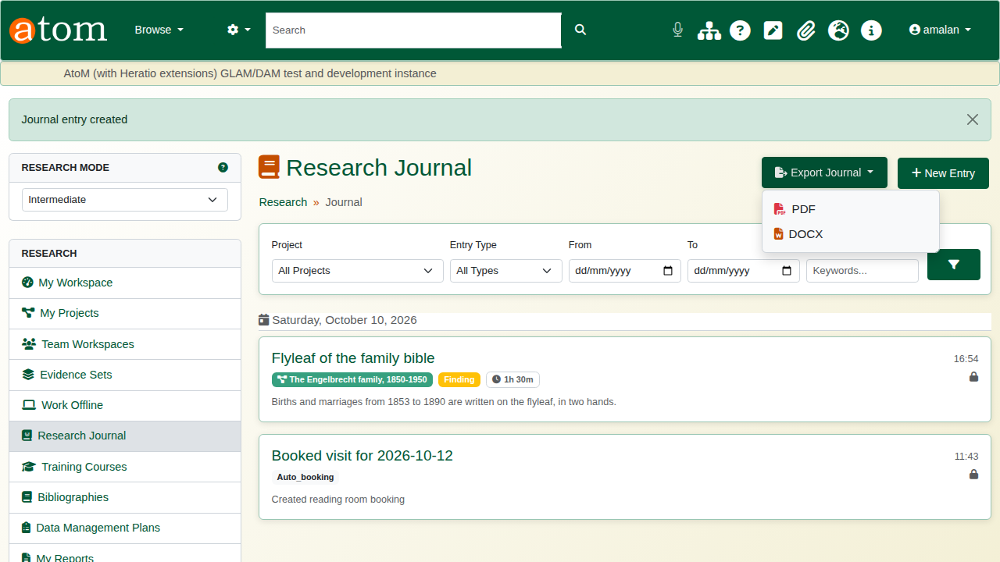 atom
Browse
Search
amalan
AtoM (with Heratio extensions) GLAM/DAM test and development instance
Journal entry created
RESEARCH MODE
Intermediate
RESEARCH
My Workspace
My Projects
Team Workspaces
Evidence Sets
Work Offline
Research Journal
Training Courses
Bibliographies
Data Management Plans
My Reports
Research Journal
Export Journal
New Entry
PDF
DOCX
Research » Journal
Project
Entry Type
From
To
All Projects
All Types
dd/mm/yyyy
dd/mm/yyyy
Keywords...
Saturday, October 10, 2026
Flyleaf of the family bible
16:54
The Engelbrecht family, 1850-1950
Finding
1h 30m
Births and marriages from 1853 to 1890 are written on the flyleaf, in two hands.
Booked visit for 2026-10-12
11:43
Auto_booking
Created reading room booking